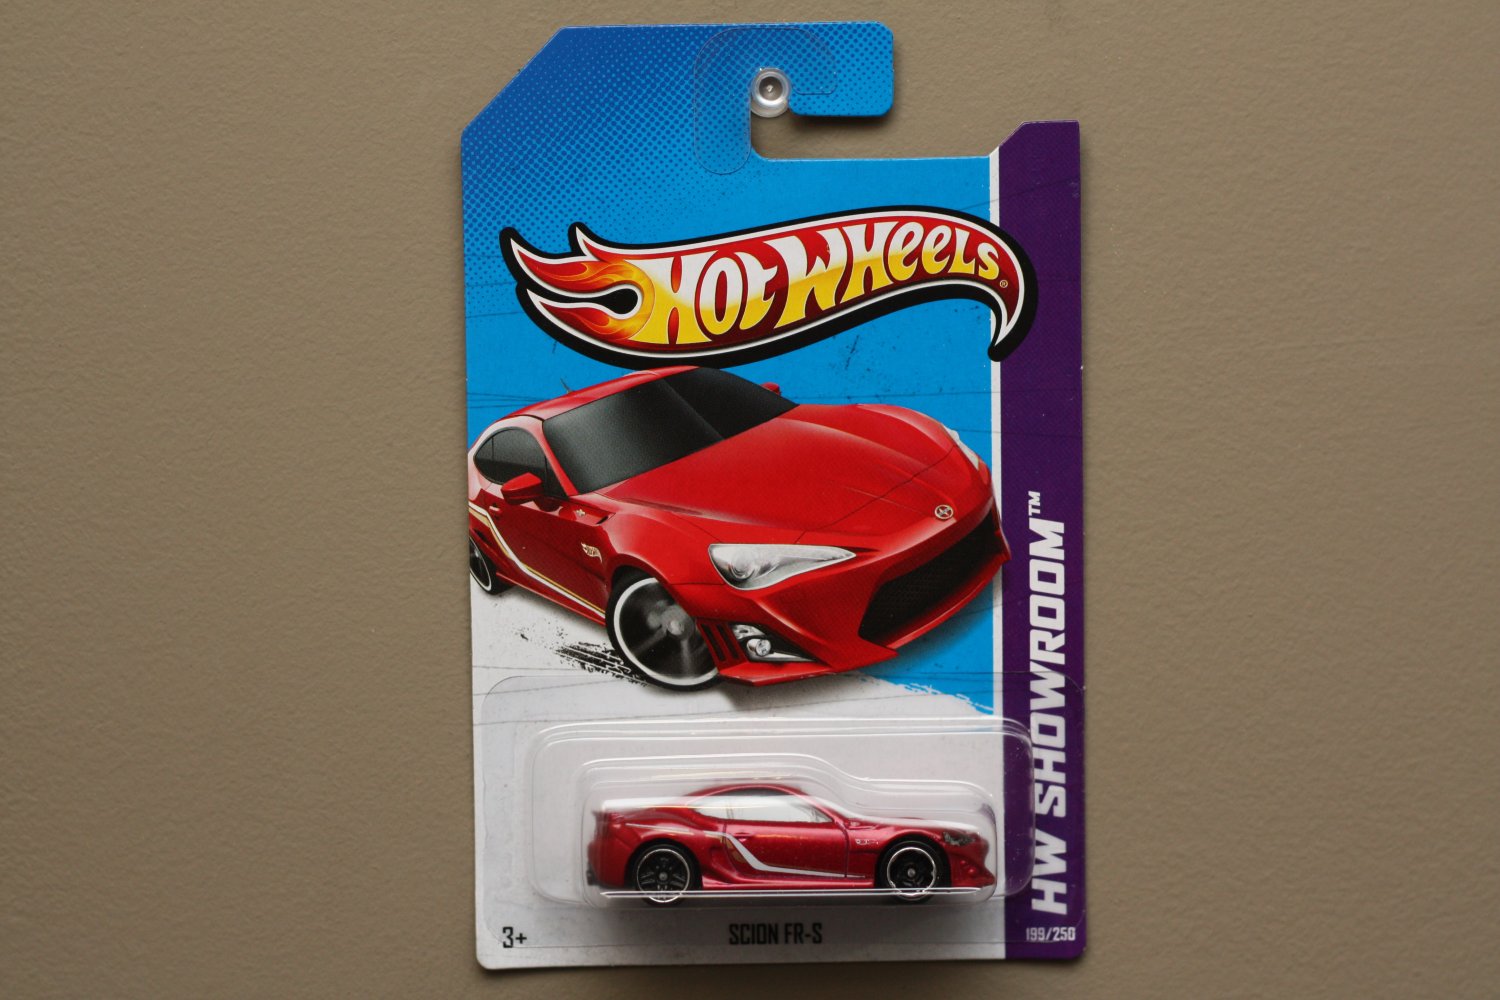 HOT WHEELS®
HW SHOWROOM™
3+
SCION FR-S
199/250